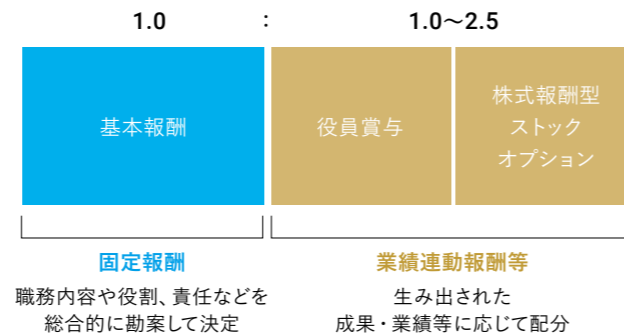 1.0 : 1.0〜2.5
基本報酬
役員賞与
株式報酬型
ストック
オプション
固定報酬
職務内容や役割、責任などを
総合的に勘案して決定
業績連動報酬等
生み出された
成果・業績等に応じて配分